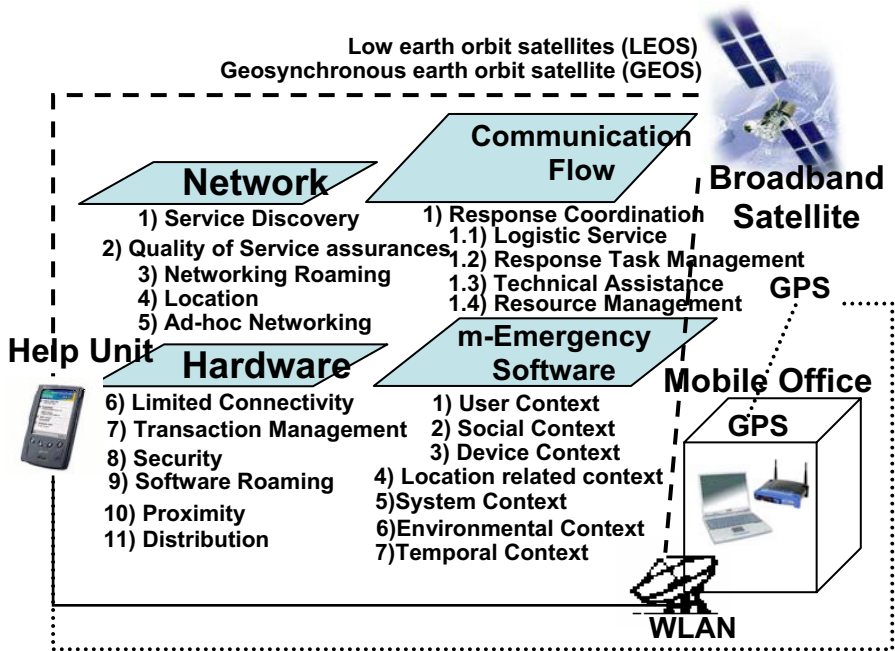 Low earth orbit satellites (LEOS)
Geosynchronous earth orbit satellite (GEOS)
Communication
Flow
Network
Broadband
Satellite
1) Service Discovery
2) Quality of Service assurances
3) Networking Roaming
4) Location
5) Ad-hoc Networking
1) Response Coordination
1.1) Logistic Service
1.2) Response Task Management
1.3) Technical Assistance
1.4) Resource Management
GPS
Help Unit
Hardware
m-Emergency
Software
Mobile Office
GPS
6) Limited Connectivity
7) Transaction Management
8) Security
9) Software Roaming
10) Proximity
11) Distribution
1) User Context
2) Social Context
3) Device Context
4) Location related context
5)System Context
6)Environmental Context
7)Temporal Context
WLAN